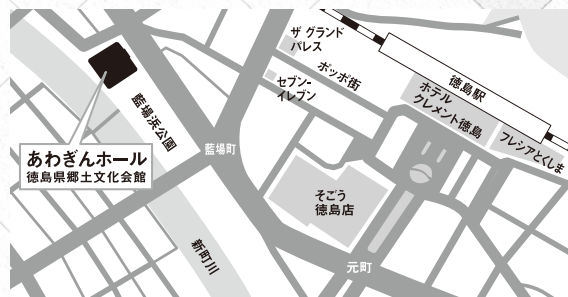 ザ グランド
パレス
ポッポ街
セブン-
イレブン
徳島駅
ホテル
クレメント徳島
フレシアとくしま
藍場浜公園
藍場町
あわぎんホール
徳島県郷土文化会館
そごう
徳島店
新町川
元町